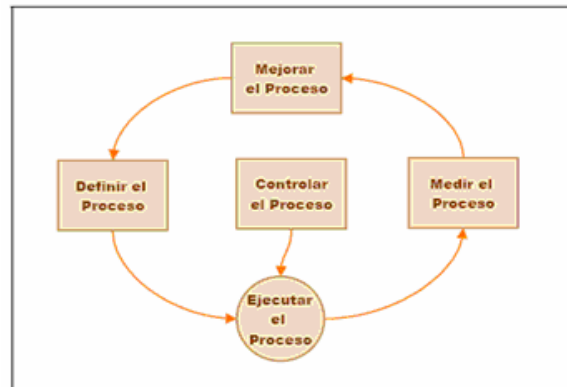 Mejorar
el Proceso
Definir el
Proceso
Controlar
el Proceso
Medir el
Proceso
Ejecutar
el
Proceso